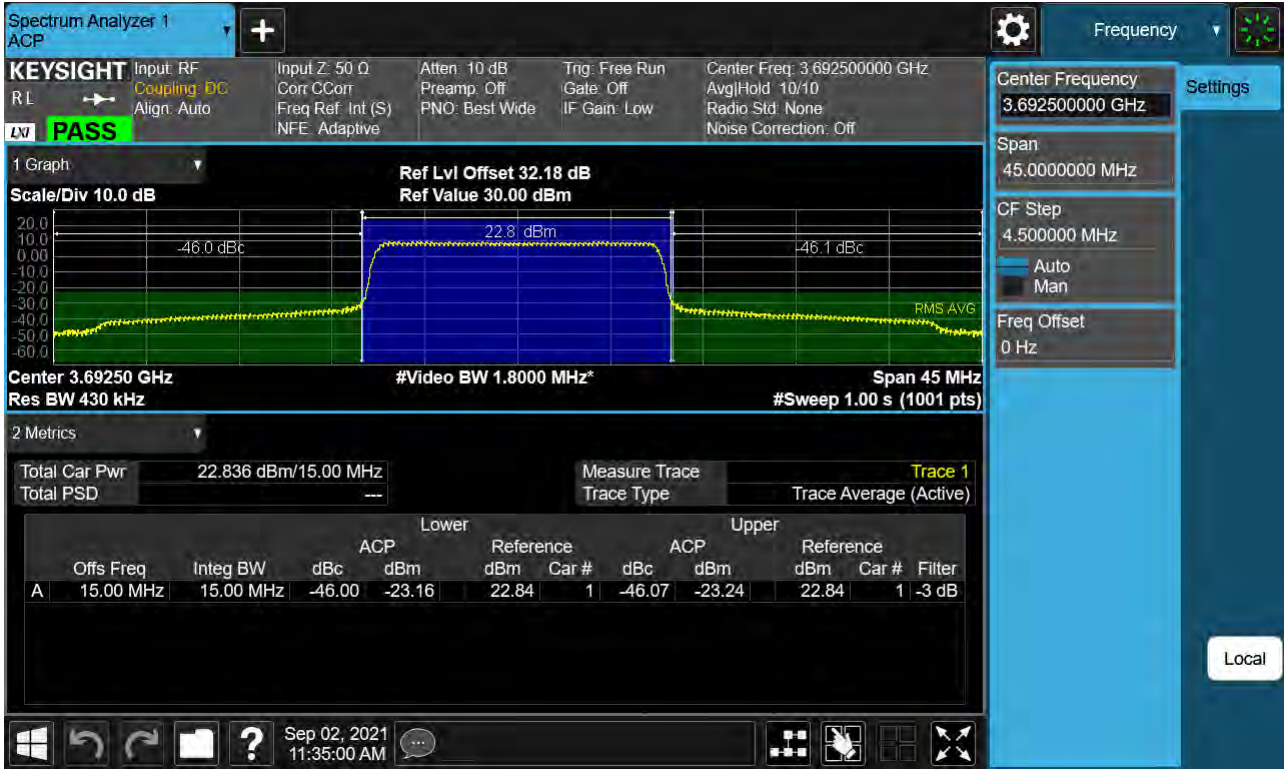 Spectrum Analyzer 1
ACP
+
Frequency
KEYSIGHT
R L
LXI
PASS
Input: RF
Coupling: DC
Align: Auto
Input Z: 50 Ω
Corr CCorr
Freq Ref: Int (S)
NFE: Adaptive
Atten: 10 dB
Preamp: Off
PNO: Best Wide
Trig: Free Run
Gate: Off
IF Gain: Low
Center Freq: 3.692500000 GHz
Avg|Hold: 10/10
Radio Std: None
Noise Correction: Off
Center Frequency
3.692500000 GHz
Settings
Span
45.0000000 MHz
CF Step
4.500000 MHz
Auto
Man
Freq Offset
0 Hz
Local
1 Graph
Scale/Div 10.0 dB
Ref Lvl Offset 32.18 dB
Ref Value 30.00 dBm
20.0
10.0
0.00
-10.0
-20.0
-30.0
-40.0
-50.0
-60.0
-46.0 dBc
22.8 dBm
-46.1 dBc
RMS AVG
Center 3.69250 GHz
#Video BW 1.8000 MHz*
Span 45 MHz
Res BW 430 kHz
#Sweep 1.00 s (1001 pts)
2 Metrics
Total Car Pwr 22.836 dBm/15.00 MHz
Total PSD ---
Measure Trace Trace 1
Trace Type Trace Average (Active)
Lower Upper
ACP Reference ACP Reference
Offs Freq Integ BW dBc dBm dBm Car # dBc dBm dBm Car # Filter
A 15.00 MHz 15.00 MHz -46.00 -23.16 22.84 1 -46.07 -23.24 22.84 1 -3 dB
?
Sep 02, 2021
11:35:00 AM